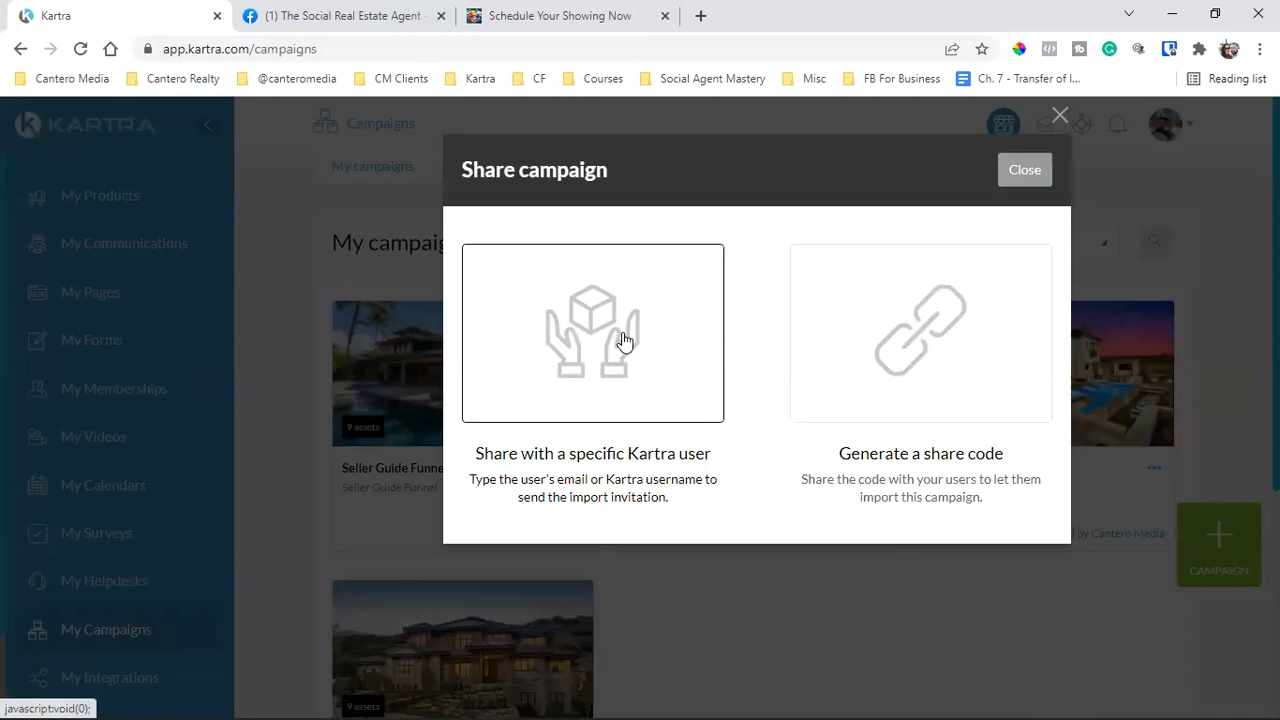 Kartra
(1) The Social Real Estate Agent -
Schedule Your Showing Now
app.kartra.com/campaigns
Cantero Media
Cantero Realty
@canteromedia
CM Clients
Kartra
CF
Courses
Social Agent Mastery
Misc
FB For Business
Ch. 7 - Transfer of I...
Reading list
KARTRA
Campaigns
My campaigns
Share campaign
Close
My Products
My Communications
My Pages
My Forms
My Memberships
My Videos
My Calendars
My Surveys
My Helpdesks
My Campaigns
My Integrations
My campaig
9 assets
Seller Guide Funne
Seller Guide Funnel
Share with a specific Kartra user
Type the user's email or Kartra username to
send the import invitation.
Generate a share code
Share the code with your users to let them
import this campaign.
d by Cantero Media
CAMPAIGN
9 assets
javascript:void(0);